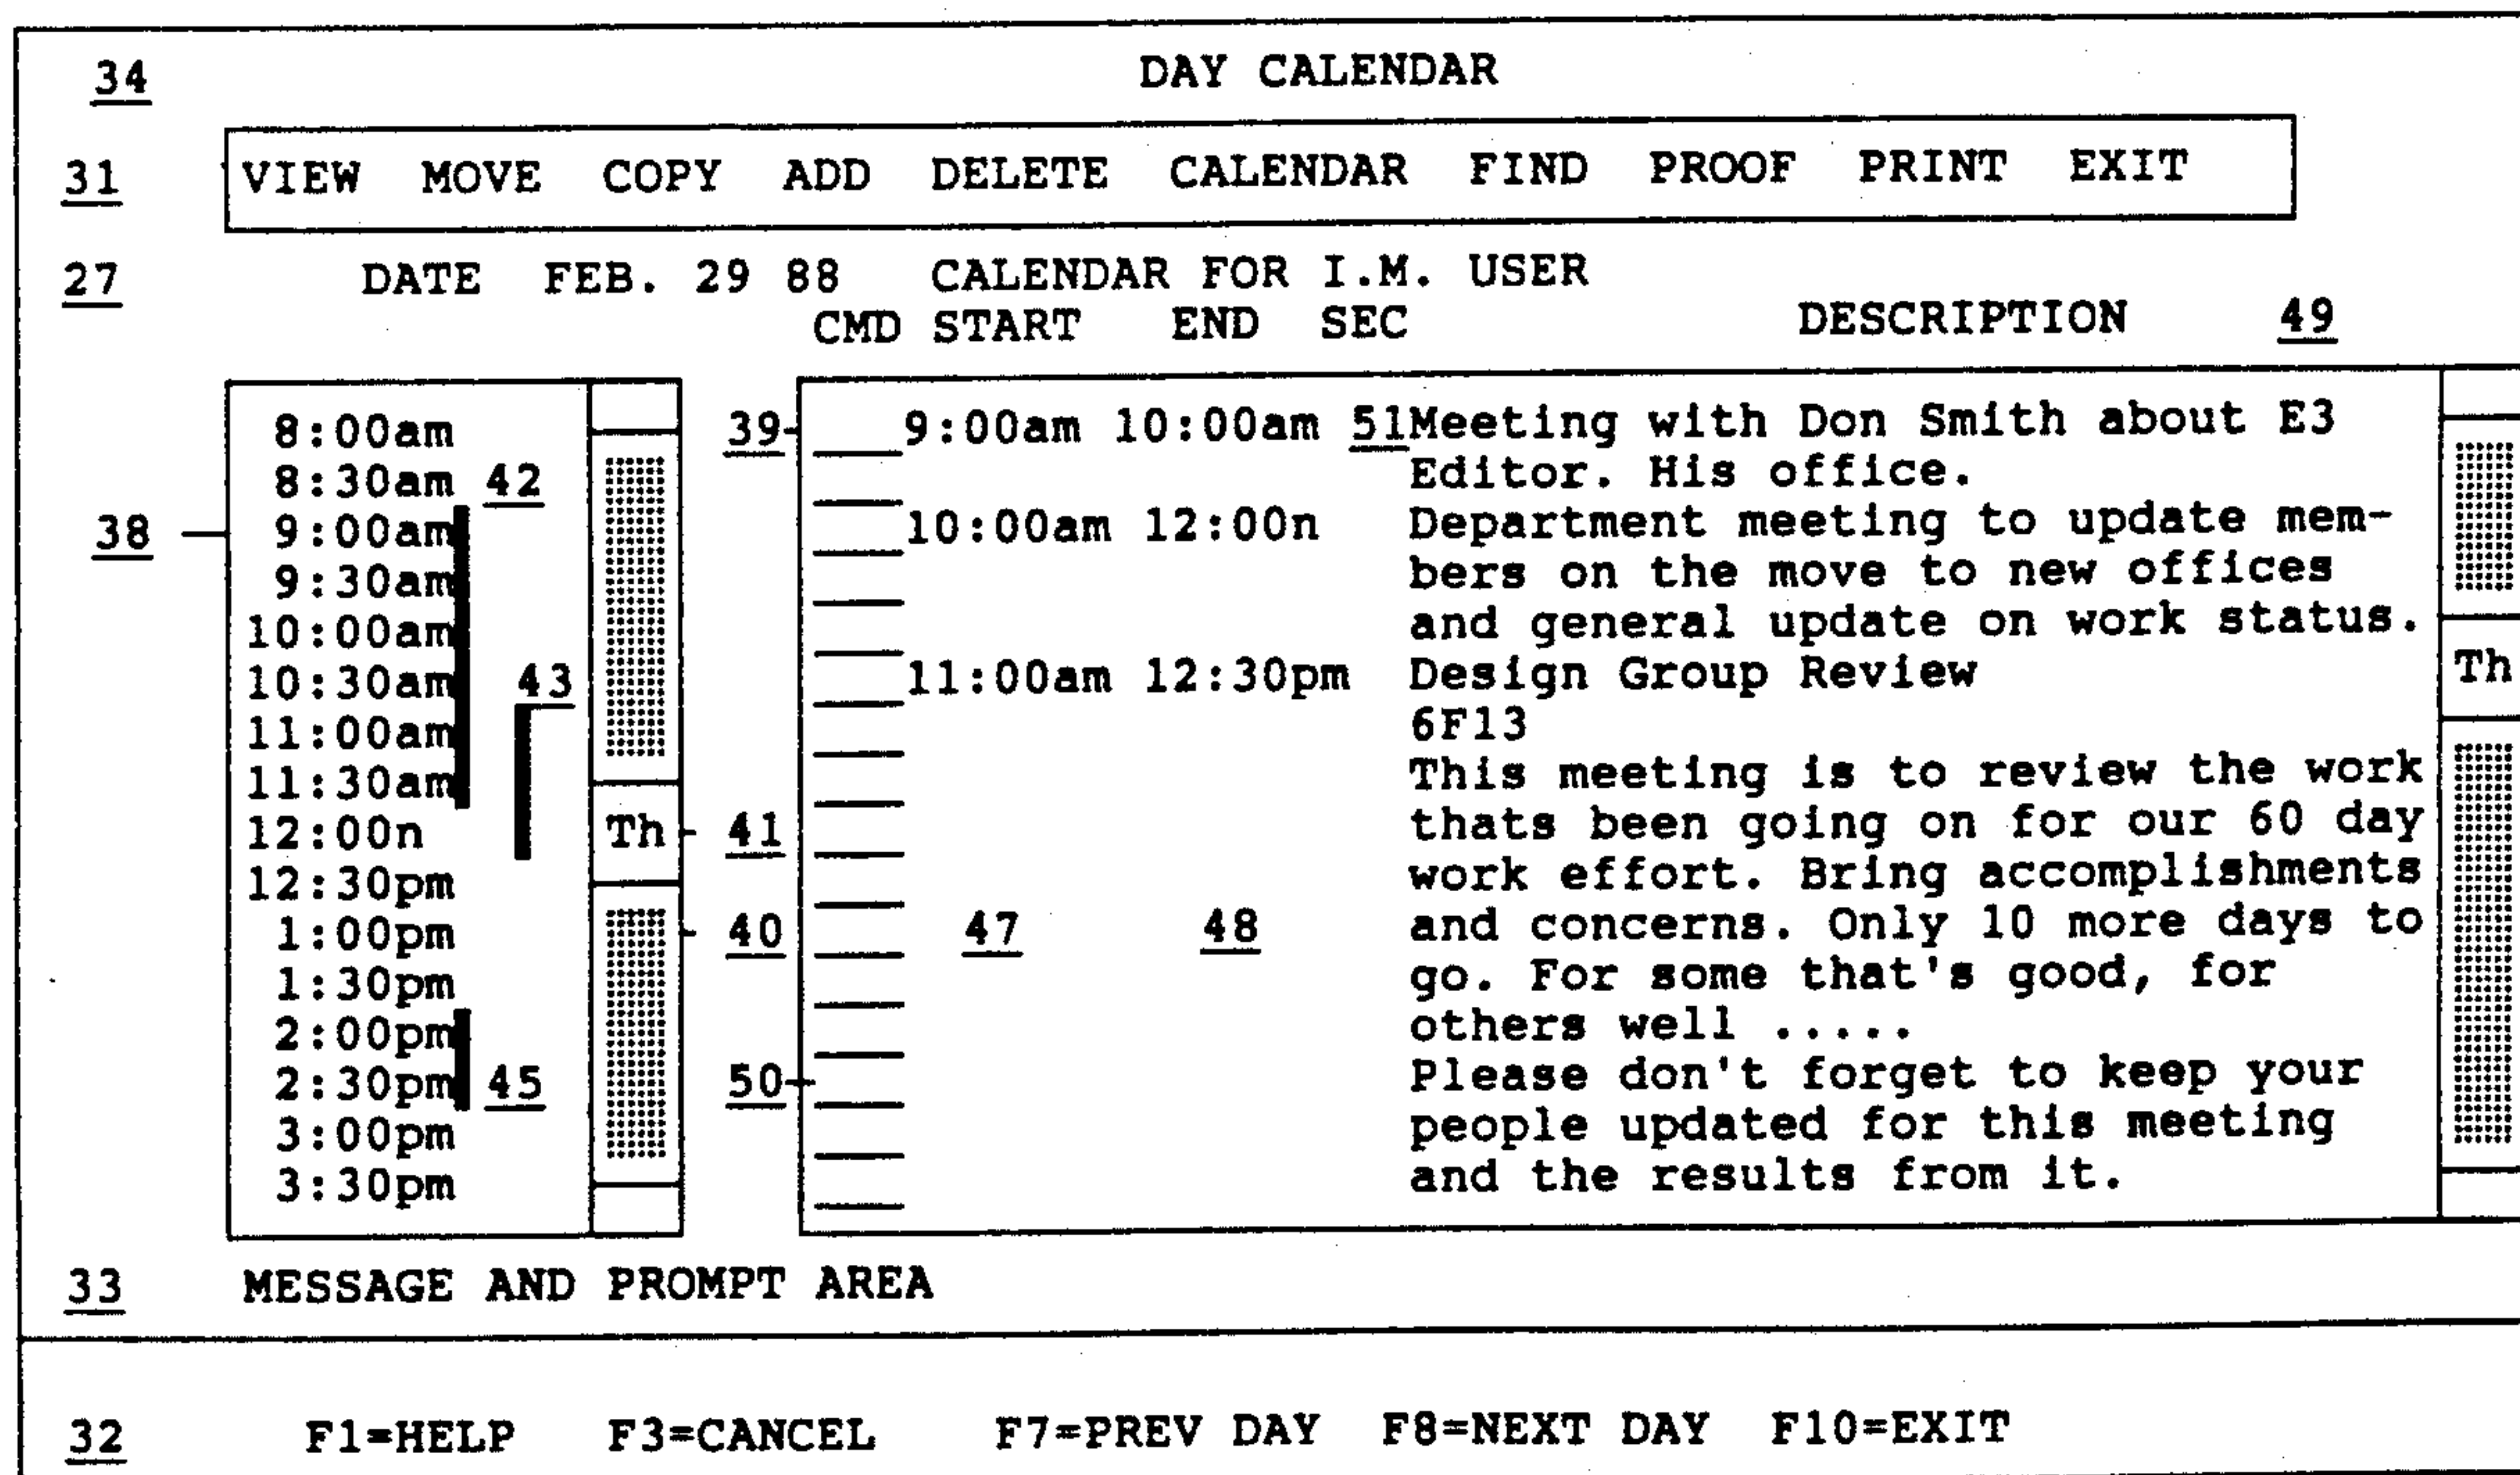 34 DAY CALENDAR
31 VIEW MOVE COPY ADD DELETE CALENDAR FIND PROOF PRINT EXIT
27 DATE FEB. 29 88 CALENDAR FOR I.M. USER
CMD START END SEC DESCRIPTION 49
8:00am
8:30am 42
38 9:00am
9:30am
10:00am
10:30am 43
11:00am
11:30am
12:00n Th 41
12:30pm
1:00pm 40
1:30pm
2:00pm
2:30pm 45 50
3:00pm
3:30pm
39 9:00am 10:00am 51 Meeting with Don Smith about E3
Editor. His office.
10:00am 12:00n Department meeting to update mem-
bers on the move to new offices
and general update on work status.
11:00am 12:30pm Design Group Review Th
6F13
This meeting is to review the work
thats been going on for our 60 day
work effort. Bring accomplishments
47 48 and concerns. Only 10 more days to
go. For some that's good, for
others well .....
Please don't forget to keep your
people updated for this meeting
and the results from it.
33 MESSAGE AND PROMPT AREA
32 F1=HELP F3=CANCEL F7=PREV DAY F8=NEXT DAY F10=EXIT